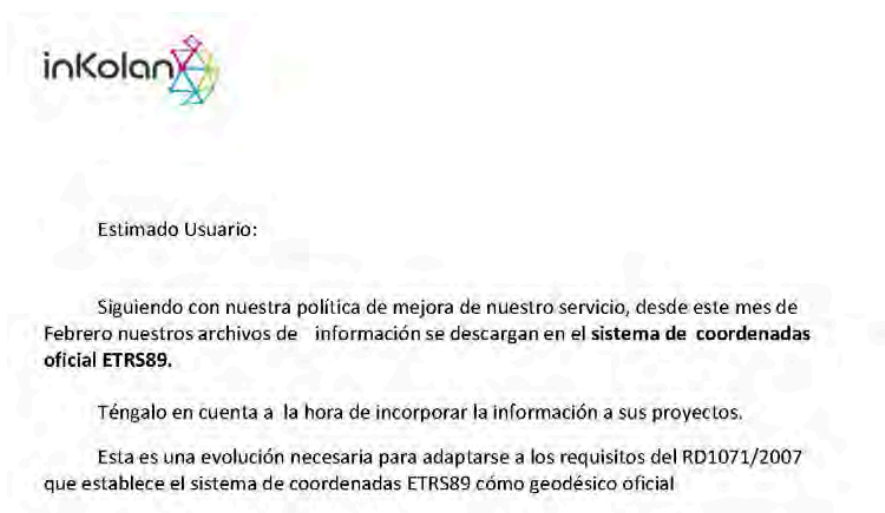 inKolan
Estimado Usuario:
Siguiendo con nuestra política de mejora de nuestro servicio, desde este mes de
Febrero nuestros archivos de información se descargan en el sistema de coordenadas
oficial ETRS89.
Téngalo en cuenta a la hora de incorporar la información a sus proyectos.
Esta es una evolución necesaria para adaptarse a los requisitos del RD1071/2007
que establece el sistema de coordenadas ETRS89 cómo geodésico oficial